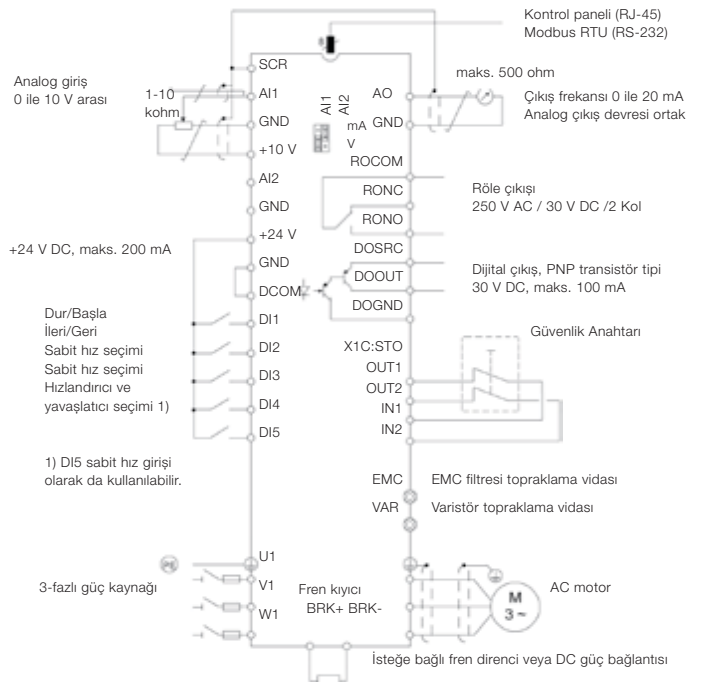 Kontrol paneli (RJ-45)
Modbus RTU (RS-232)
SCR
Analog giriş
0 ile 10 V arası
1-10
kohm
AI1
GND
+10 V
AI2
GND
+24 V
+24 V DC, maks. 200 mA
GND
DCOM
Dur/Başla
İleri/Geri
Sabit hız seçimi
Sabit hız seçimi
Hızlandırıcı ve
yavaşlatıcı seçimi 1)
DI1
DI2
DI3
DI4
DI5
1) DI5 sabit hız girişi
olarak da kullanılabilir.
AI1
AI2
mA
V
maks. 500 ohm
AO
GND
Çıkış frekansı 0 ile 20 mA
Analog çıkış devresi ortak
ROCOM
RONC
RONO
Röle çıkışı
250 V AC / 30 V DC /2 Kol
DOSRC
DOOUT
DOGND
Dijital çıkış, PNP transistör tipi
30 V DC, maks. 100 mA
Güvenlik Anahtarı
X1C:STO
OUT1
OUT2
IN1
IN2
EMC
EMC filtresi topraklama vidası
VAR
Varistör topraklama vidası
PE
U1
V1
W1
3-fazlı güç kaynağı
Fren kıyıcı
BRK+ BRK-
M
3 ~
AC motor
İsteğe bağlı fren direnci veya DC güç bağlantısı